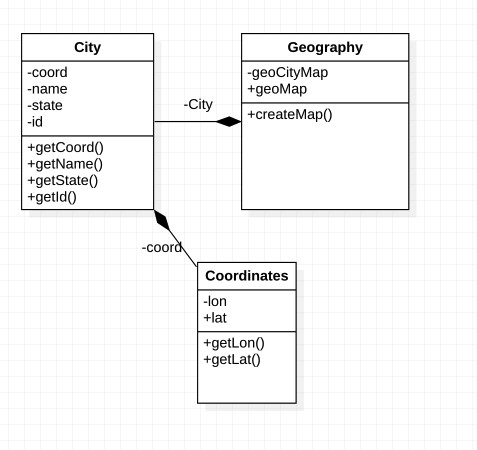 City
-coord
-name
-state
-id
+getCoord()
+getName()
+getState()
+getId()
-City
Geography
-geoCityMap
+geoMap
+createMap()
-coord
Coordinates
-lon
+lat
+getLon()
+getLat()